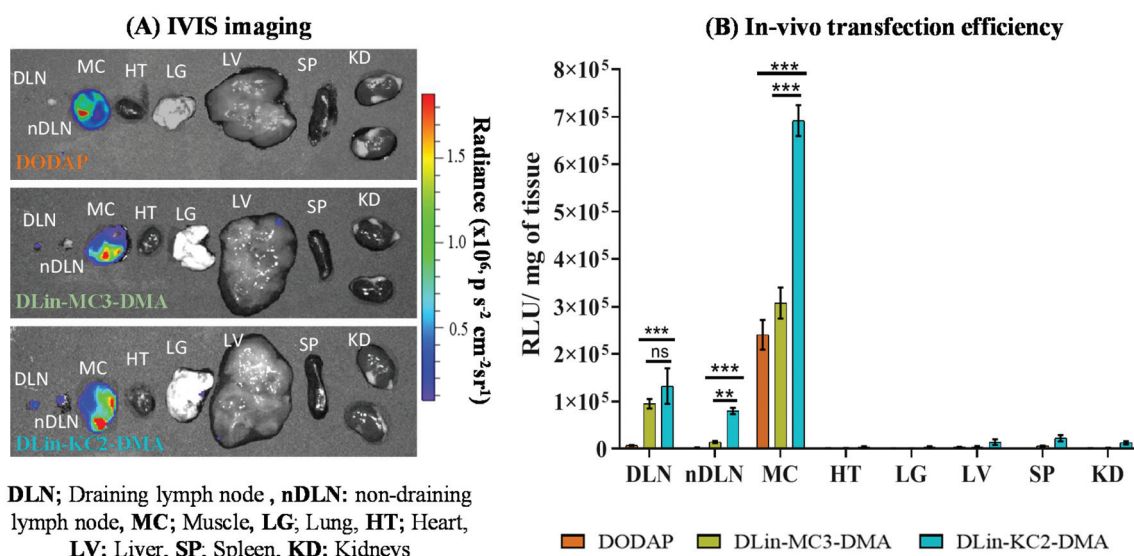 (A) IVIS imaging
DLN MC HT LG LV SP KD
nDLN
DODAP
DLN MC HT LG LV SP KD
nDLN
DLin-MC3-DMA
DLN MC HT LG LV SP KD
nDLN
DLin-KC2-DMA
1.5
1.0
0.5
Radiance (x10⁶, p s⁻² cm⁻²sr¹)
DLN; Draining lymph node , nDLN: non-draining
lymph node, MC; Muscle, LG; Lung, HT; Heart,
LV: Liver, SP: Spleen, KD: Kidneys
(B) In-vivo transfection efficiency
RLU/ mg of tissue
8×10⁵
7×10⁵
6×10⁵
5×10⁵
4×10⁵
3×10⁵
2×10⁵
1×10⁵
0
***
ns
***
**
***
***
DLN nDLN MC HT LG LV SP KD
DODAP DLin-MC3-DMA DLin-KC2-DMA